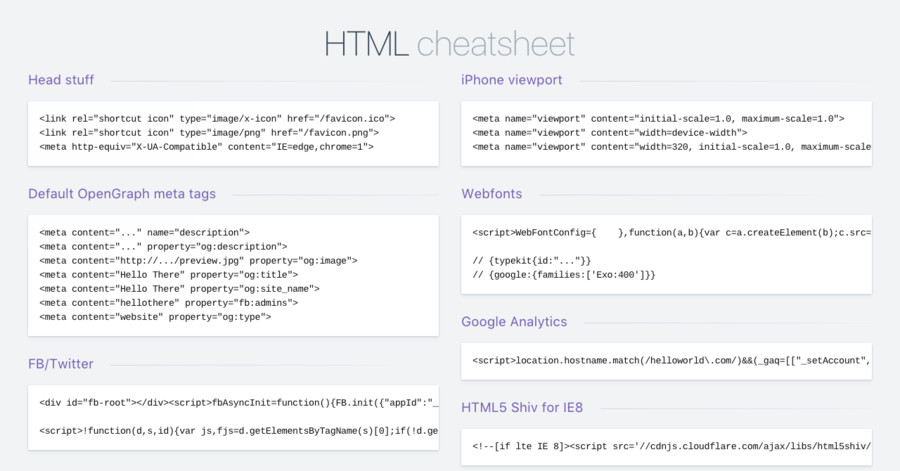 HTML cheatsheet
Head stuff
<link rel="shortcut icon" type="image/x-icon" href="/favicon.ico">
<link rel="shortcut icon" type="image/png" href="/favicon.png">
<meta http-equiv="X-UA-Compatible" content="IE=edge,chrome=1">
Default OpenGraph meta tags
<meta content="..." name="description">
<meta content="..." property="og:description">
<meta content="http://.../preview.jpg" property="og:image">
<meta content="Hello There" property="og:title">
<meta content="Hello There" property="og:site_name">
<meta content="hellothere" property="fb:admins">
<meta content="website" property="og:type">
FB/Twitter
<div id="fb-root"></div><script>fbAsyncInit=function(){FB.init({"appId":"_
<script>!function(d,s,id){var js,fjs=d.getElementsByTagName(s)[0];if(!d.ge
iPhone viewport
<meta name="viewport" content="initial-scale=1.0, maximum-scale=1.0">
<meta name="viewport" content="width=device-width">
<meta name="viewport" content="width=320, initial-scale=1.0, maximum-scale
Webfonts
<script>WebFontConfig={    },function(a,b){var c=a.createElement(b);c.src=
// {typekit{id:"..."}}
// {google:{families:['Exo:400']}}
Google Analytics
<script>location.hostname.match(/helloworld\.com/)&&(_gaq=[["_setAccount",
HTML5 Shiv for IE8
<!--[if lte IE 8]><script src='//cdnjs.cloudflare.com/ajax/libs/html5shiv/